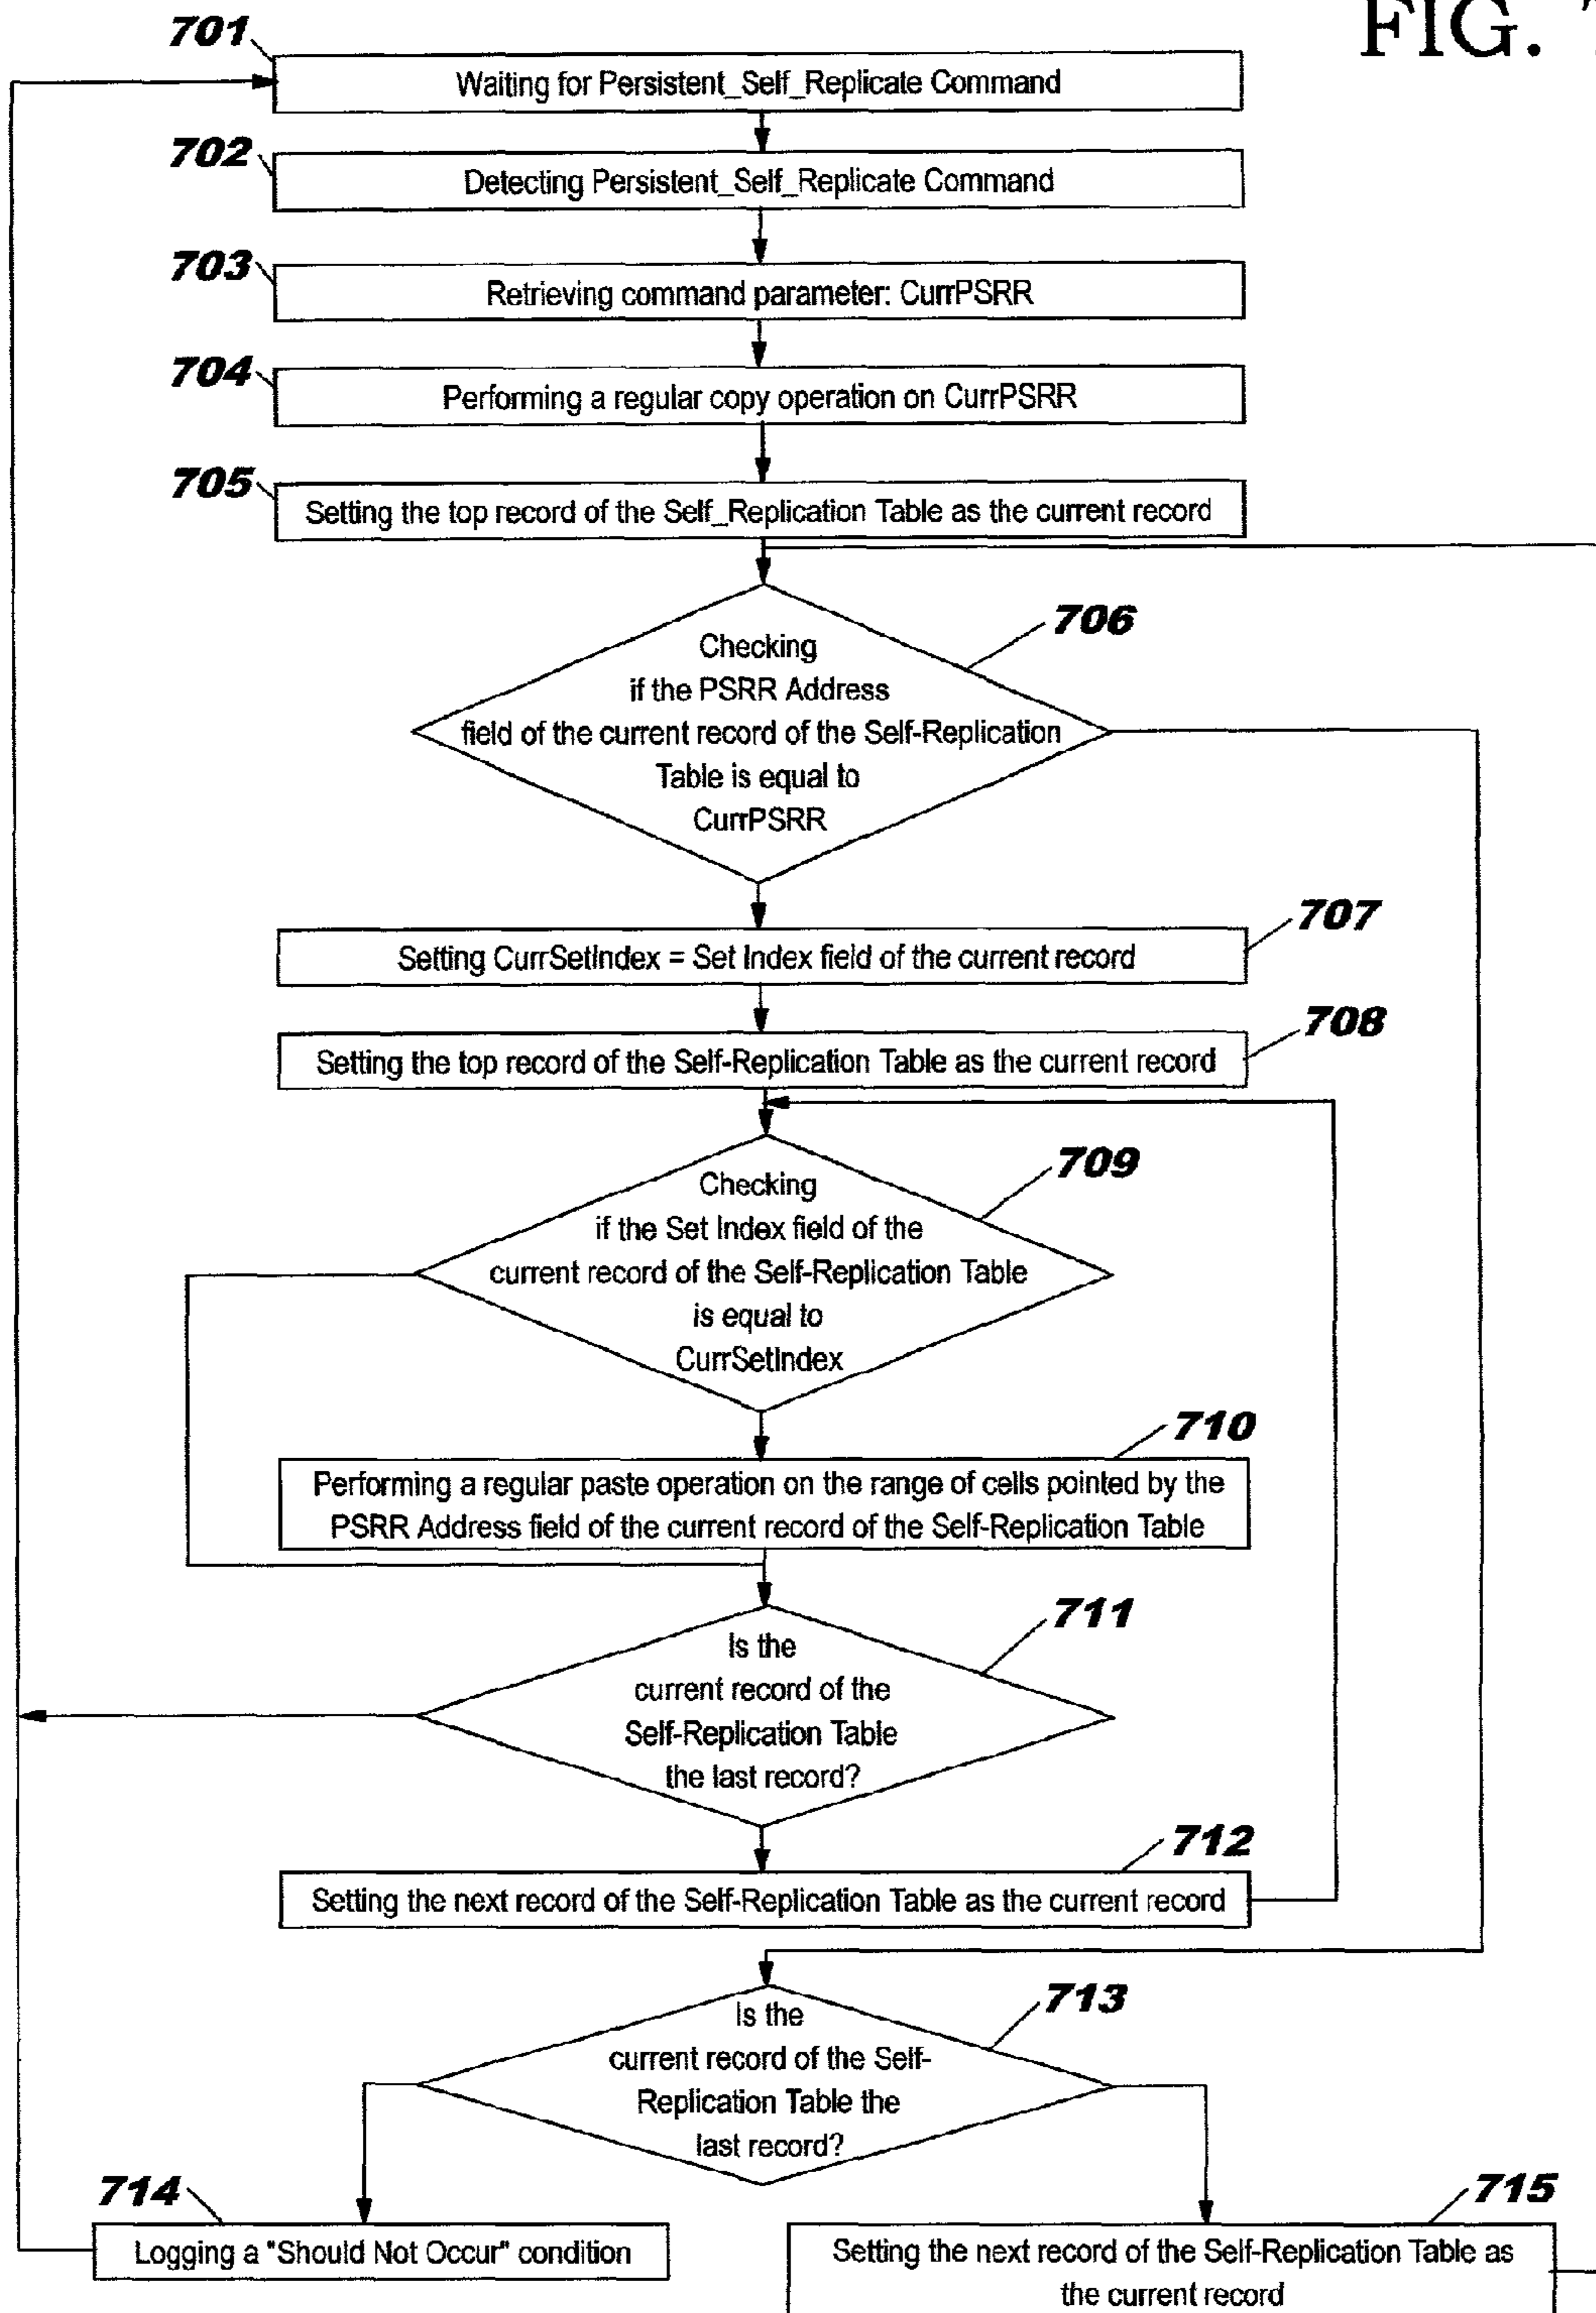 FIG.
701
Waiting for Persistent_Self_Replicate Command
702
Detecting Persistent_Self_Replicate Command
703
Retrieving command parameter: CurrPSRR
704
Performing a regular copy operation on CurrPSRR
705
Setting the top record of the Self_Replication Table as the current record
706
Checking
if the PSRR Address
field of the current record of the Self-Replication
Table is equal to
CurrPSRR
707
Setting CurrSetIndex = Set Index field of the current record
708
Setting the top record of the Self-Replication Table as the current record
709
Checking
if the Set Index field of the
current record of the Self-Replication Table
is equal to
CurrSetIndex
710
Performing a regular paste operation on the range of cells pointed by the
PSRR Address field of the current record of the Self-Replication Table
711
Is the
current record of the
Self-Replication Table
the last record?
712
Setting the next record of the Self-Replication Table as the current record
713
Is the
current record of the Self-
Replication Table the
last record?
714
Logging a "Should Not Occur" condition
715
Setting the next record of the Self-Replication Table as
the current record